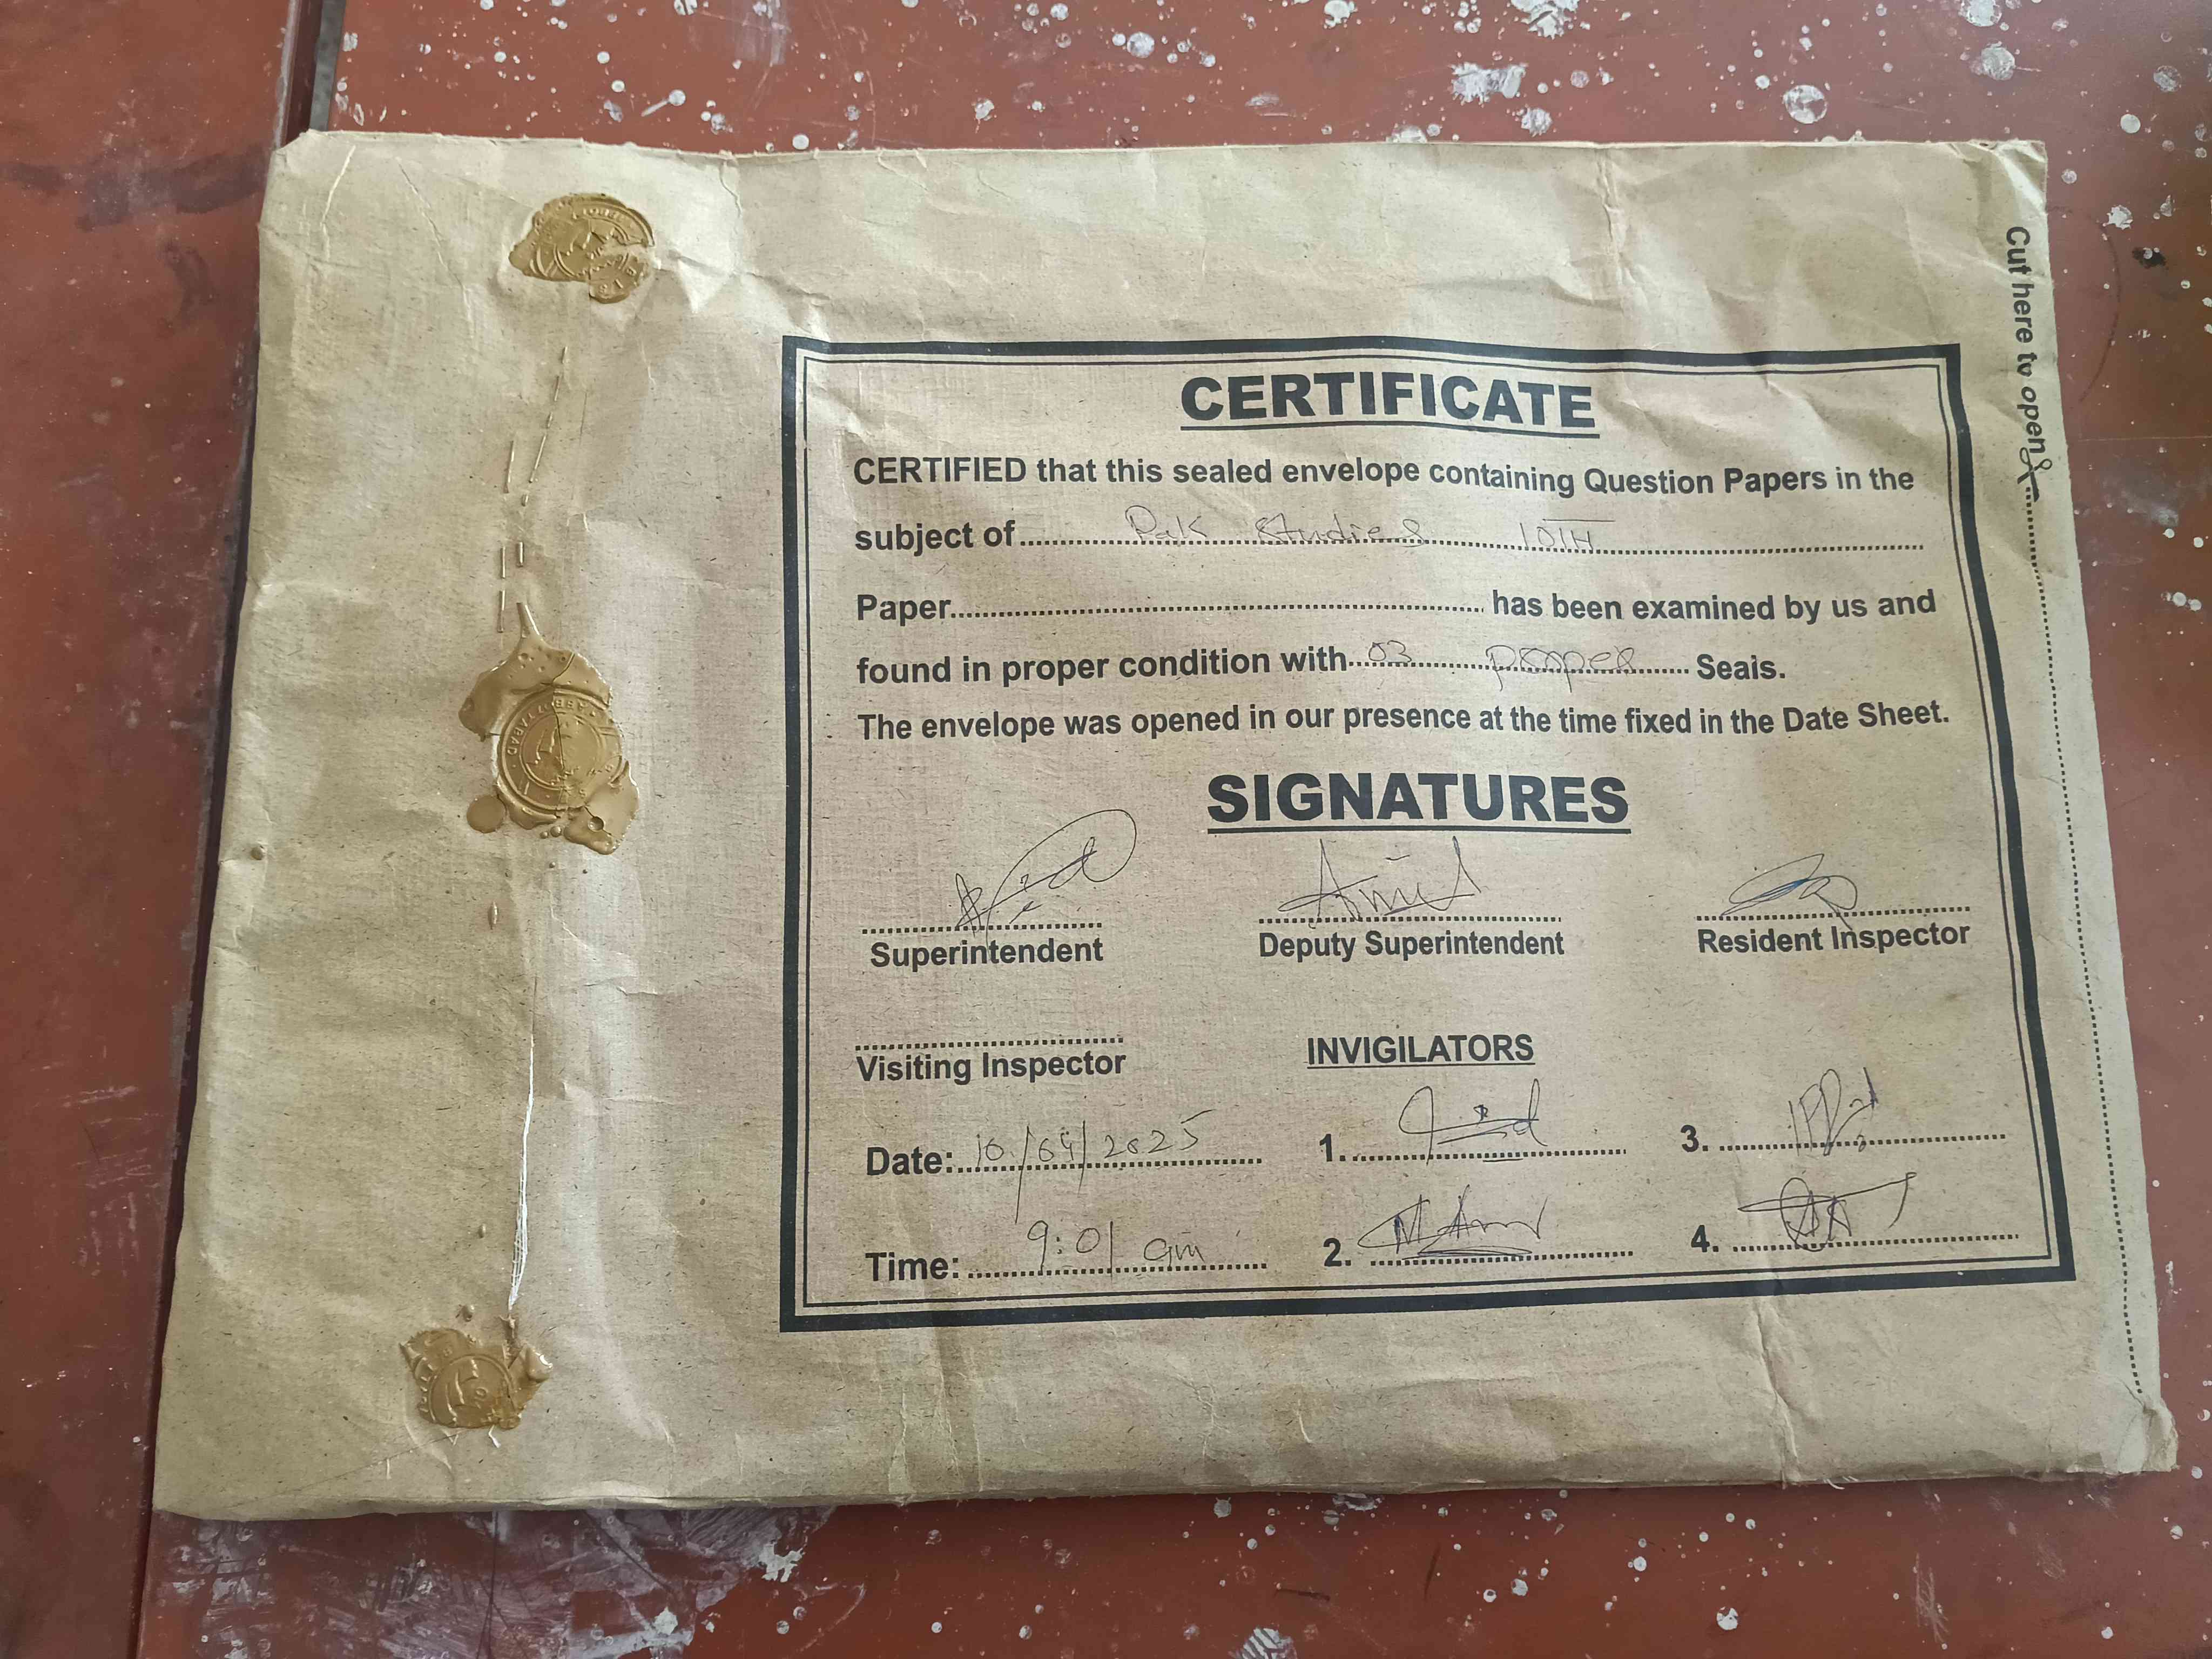 CERTIFICATE
CERTIFIED that this sealed envelope containing Question Papers in the
subject of Pak Studies 10TH
Paper has been examined by us and
found in proper condition with 03 proper Seals.
The envelope was opened in our presence at the time fixed in the Date Sheet.
SIGNATURES
Superintendent Deputy Superintendent Resident Inspector
Visiting Inspector INVIGILATORS
Date: 10/04/2025 1. 3.
Time: 9:01 am 2. 4.
Cut here to open
ABBOTTABAD